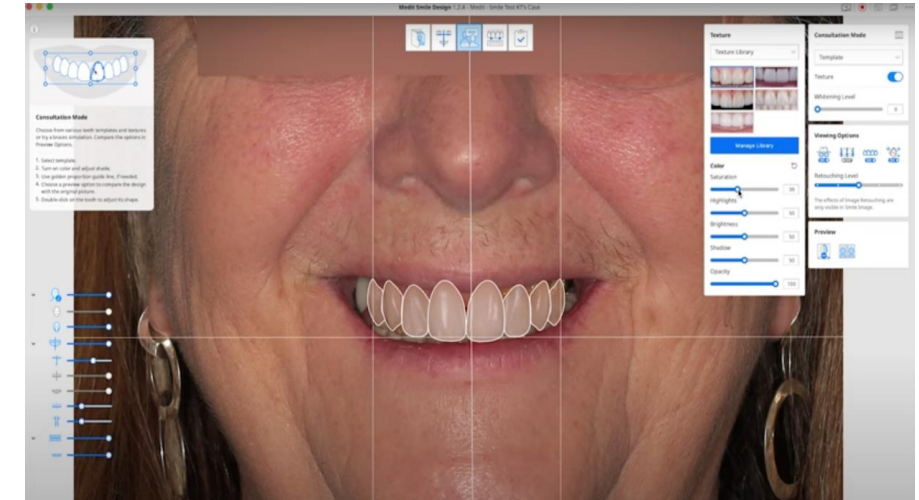 Medit Smile Design 1.2.4 - Medit - Smile Test KT's Case
Consultation Mode
Choose from various teeth templates and textures
or try a braces simulation. Compare the options in
Preview Options.
1. Select template.
2. Turn on color and adjust shade.
3. Use golden proportion guide line, if needed.
4. Choose a preview option to compare the design
with the original picture.
5. Double-click on the tooth to adjust its shape.
Texture
Texture Library
Manage Library
Color
Saturation
Highlights
50
Brightness
50
Shadow
50
Opacity
100
Consultation Mode
Template
Texture
Whitening Level
0
Viewing Options
Retouching Level
The effects of Image Retouching are
only visible in Smile Image.
Preview